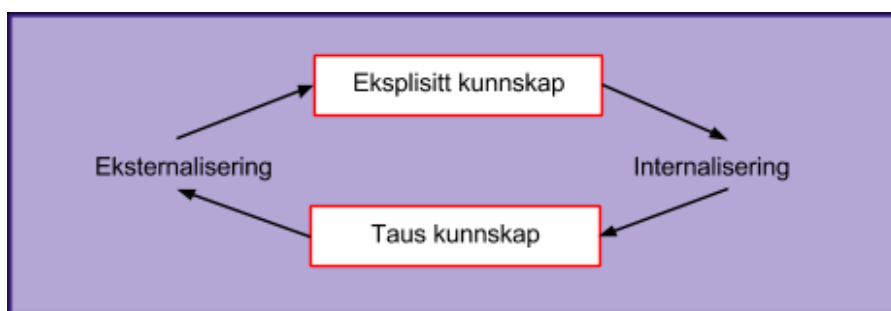 Eksplisitt kunnskap
Eksternalisering
Internalisering
Taus kunnskap